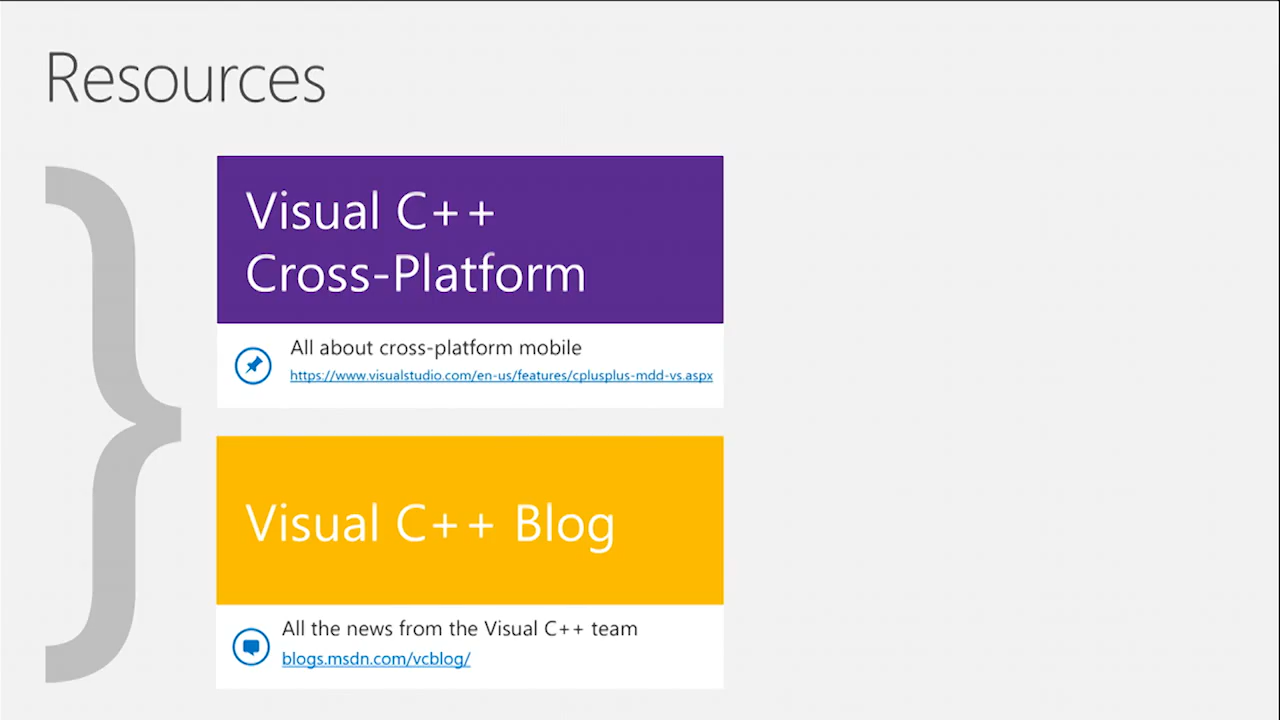 Resources
Visual C++
Cross-Platform
All about cross-platform mobile
https://www.visualstudio.com/en-us/features/cplusplus-mdd-vs.aspx
Visual C++ Blog
All the news from the Visual C++ team
blogs.msdn.com/vcblog/
}